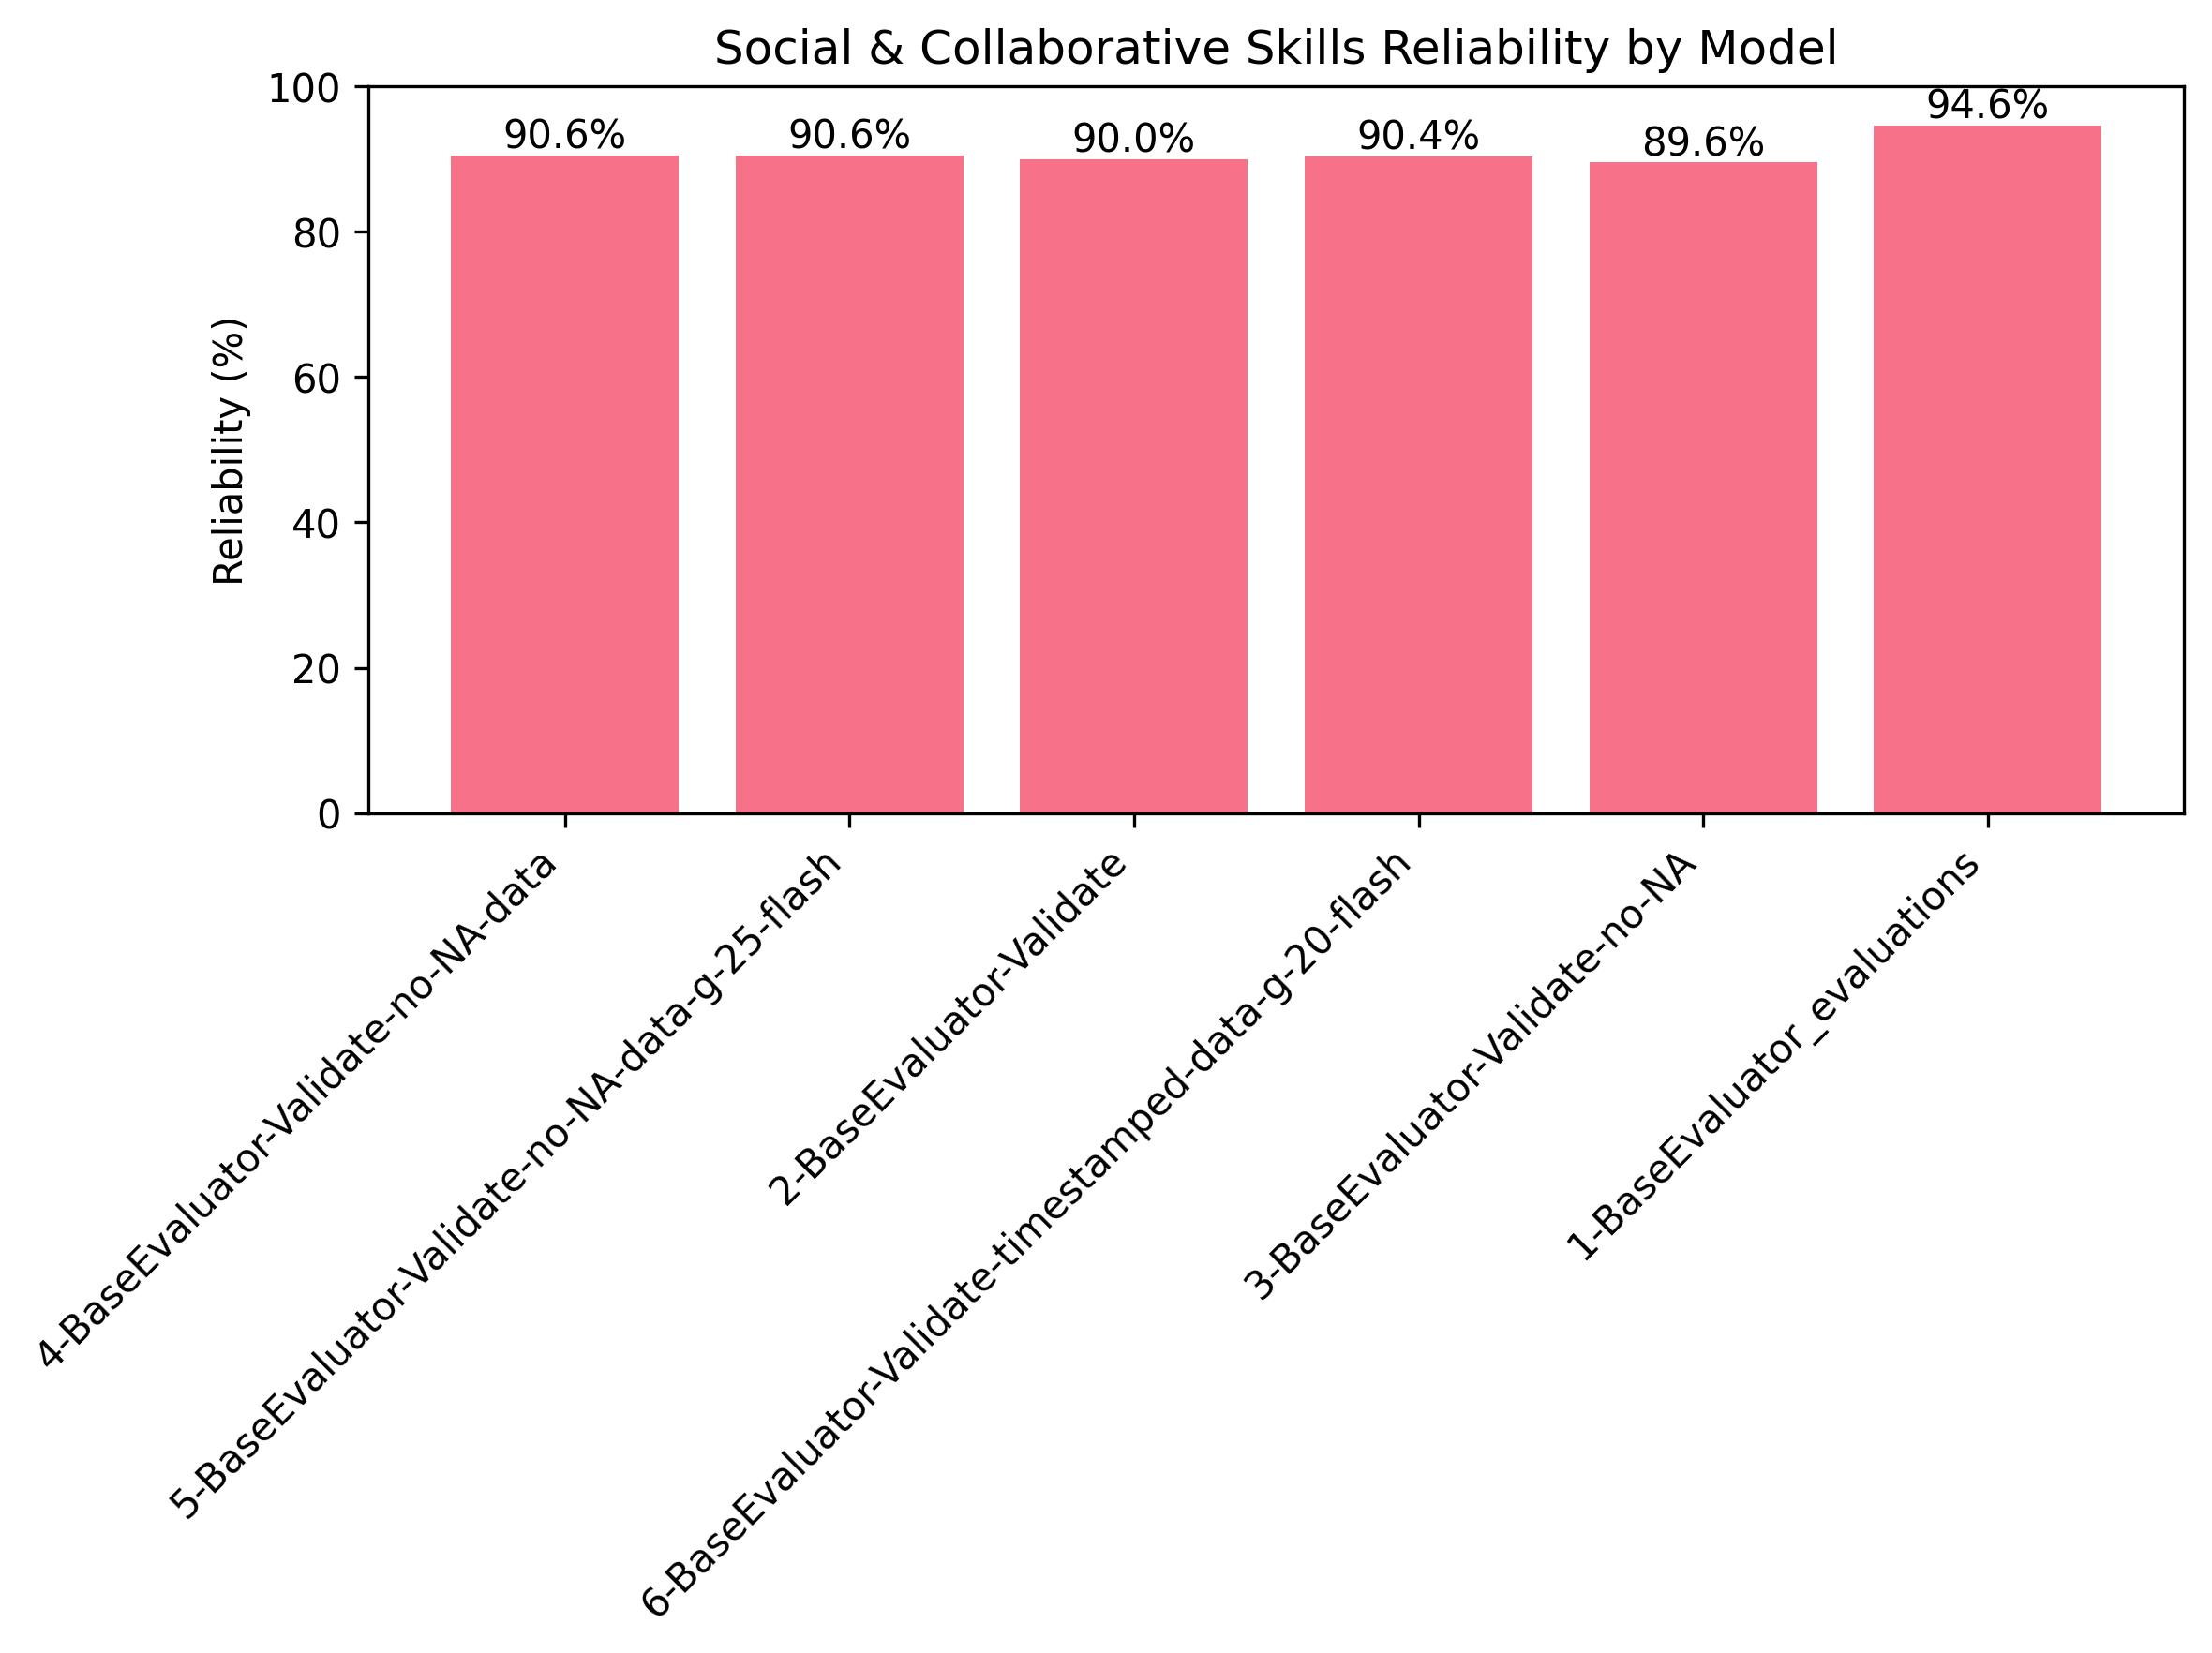 Social & Collaborative Skills Reliability by Model
Reliability (%)
100
80
60
40
20
0
90.6%
90.6%
90.0%
90.4%
89.6%
94.6%
4-BaseEvaluator-Validate-no-NA-data
5-BaseEvaluator-Validate-no-NA-data-g-25-flash
2-BaseEvaluator-Validate
6-BaseEvaluator-Validate-timestamped-data-g-20-flash
3-BaseEvaluator-Validate-no-NA
1-BaseEvaluator_evaluations